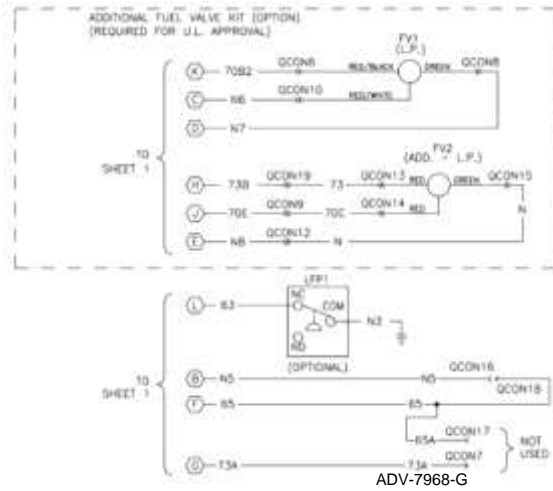 ADDITIONAL FUEL VALVE KIT (OPTION)
(REQUIRED FOR U.L. APPROVAL)
FV1
(L.P.)
K 70B2 QCON6 RED/BLACK GREEN QCON8
C N6 QCON10 RED/WHITE
D N7
TO
SHEET 1
FV2
(ADD. - L.P.)
H 73B QCON19 73 QCON13 RED GREEN QCON15
J 70E QCON9 70C QCON14 RED
N
E N8 QCON12 N
LFP1
L 63 NC COM N3
NO
(OPTIONAL)
TO
SHEET 1
B N5 N5 QCON16
QCON18
F 65 65
65A QCON17
NOT
USED
G 73A 73A QCON7
ADV-7968-G